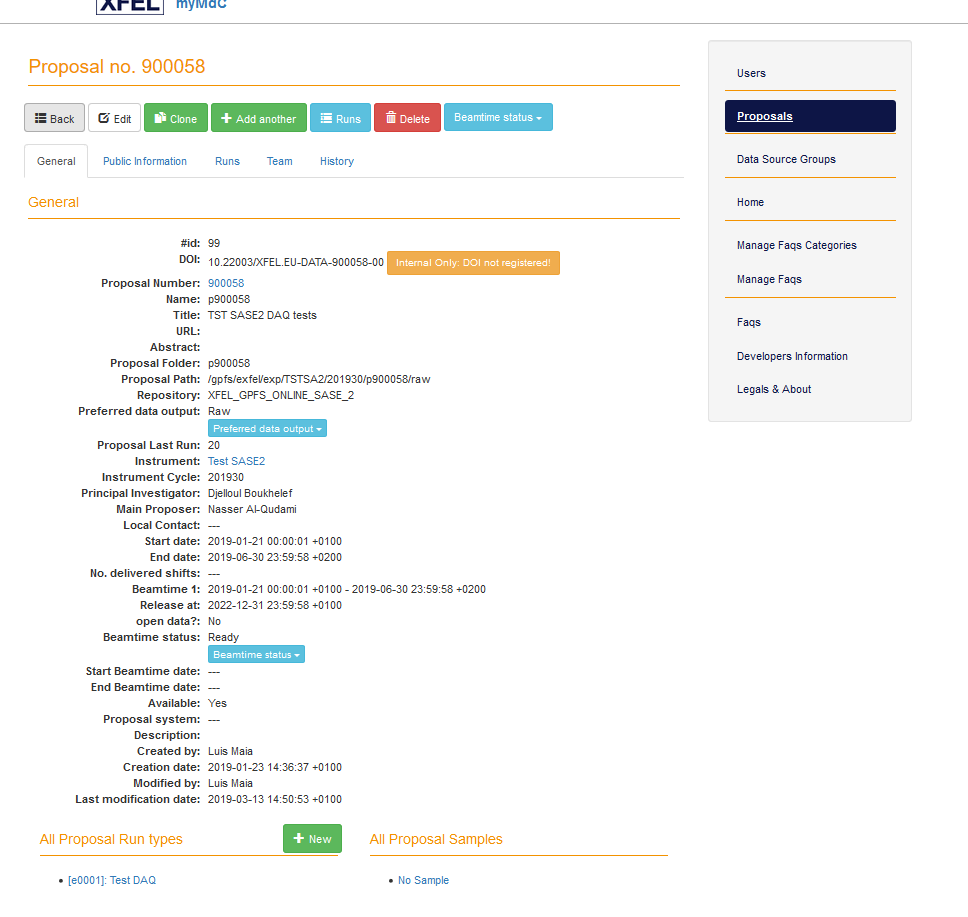 XFEL myMdC
Proposal no. 900058
Back Edit Clone Add another Runs Delete Beamtime status
General Public Information Runs Team History
General
#id: 99
DOI: 10.22003/XFEL.EU-DATA-900058-00 Internal Only: DOI not registered!
Proposal Number: 900058
Name: p900058
Title: TST SASE2 DAQ tests
URL:
Abstract:
Proposal Folder: p900058
Proposal Path: /gpfs/exfel/exp/TSTSA2/201930/p900058/raw
Repository: XFEL_GPFS_ONLINE_SASE_2
Preferred data output: Raw
Preferred data output
Proposal Last Run: 20
Instrument: Test SASE2
Instrument Cycle: 201930
Principal Investigator: Djelloul Boukhelef
Main Proposer: Nasser Al-Qudami
Local Contact: ---
Start date: 2019-01-21 00:00:01 +0100
End date: 2019-06-30 23:59:58 +0200
No. delivered shifts: ---
Beamtime 1: 2019-01-21 00:00:01 +0100 - 2019-06-30 23:59:58 +0200
Release at: 2022-12-31 23:59:58 +0100
open data?: No
Beamtime status: Ready
Beamtime status
Start Beamtime date: ---
End Beamtime date: ---
Available: Yes
Proposal system: ---
Description:
Created by: Luis Maia
Creation date: 2019-01-23 14:36:37 +0100
Modified by: Luis Maia
Last modification date: 2019-03-13 14:50:53 +0100
All Proposal Run types New
• [e0001]: Test DAQ
All Proposal Samples
• No Sample
Users
Proposals
Data Source Groups
Home
Manage Faqs Categories
Manage Faqs
Faqs
Developers Information
Legals & About